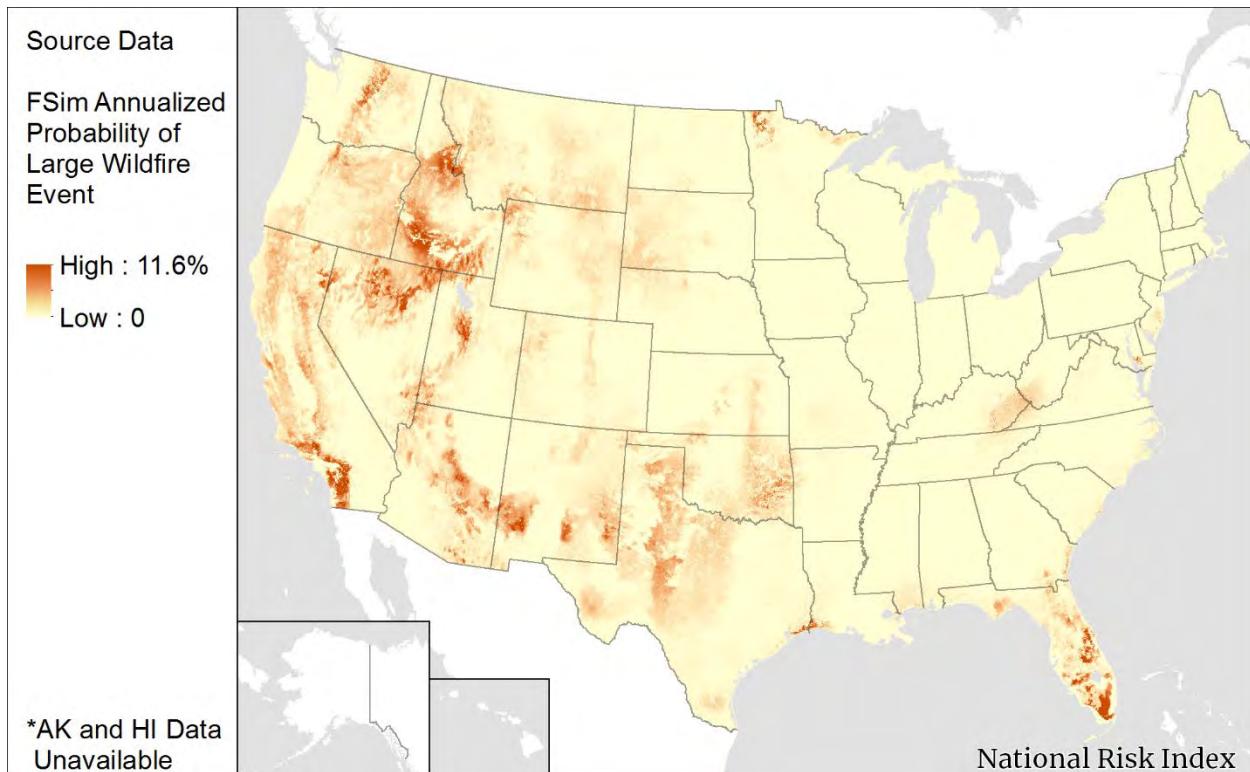 Source Data
FSim Annualized
Probability of
Large Wildfire
Event
High : 11.6%
Low : 0
*AK and HI Data
Unavailable
National Risk Index